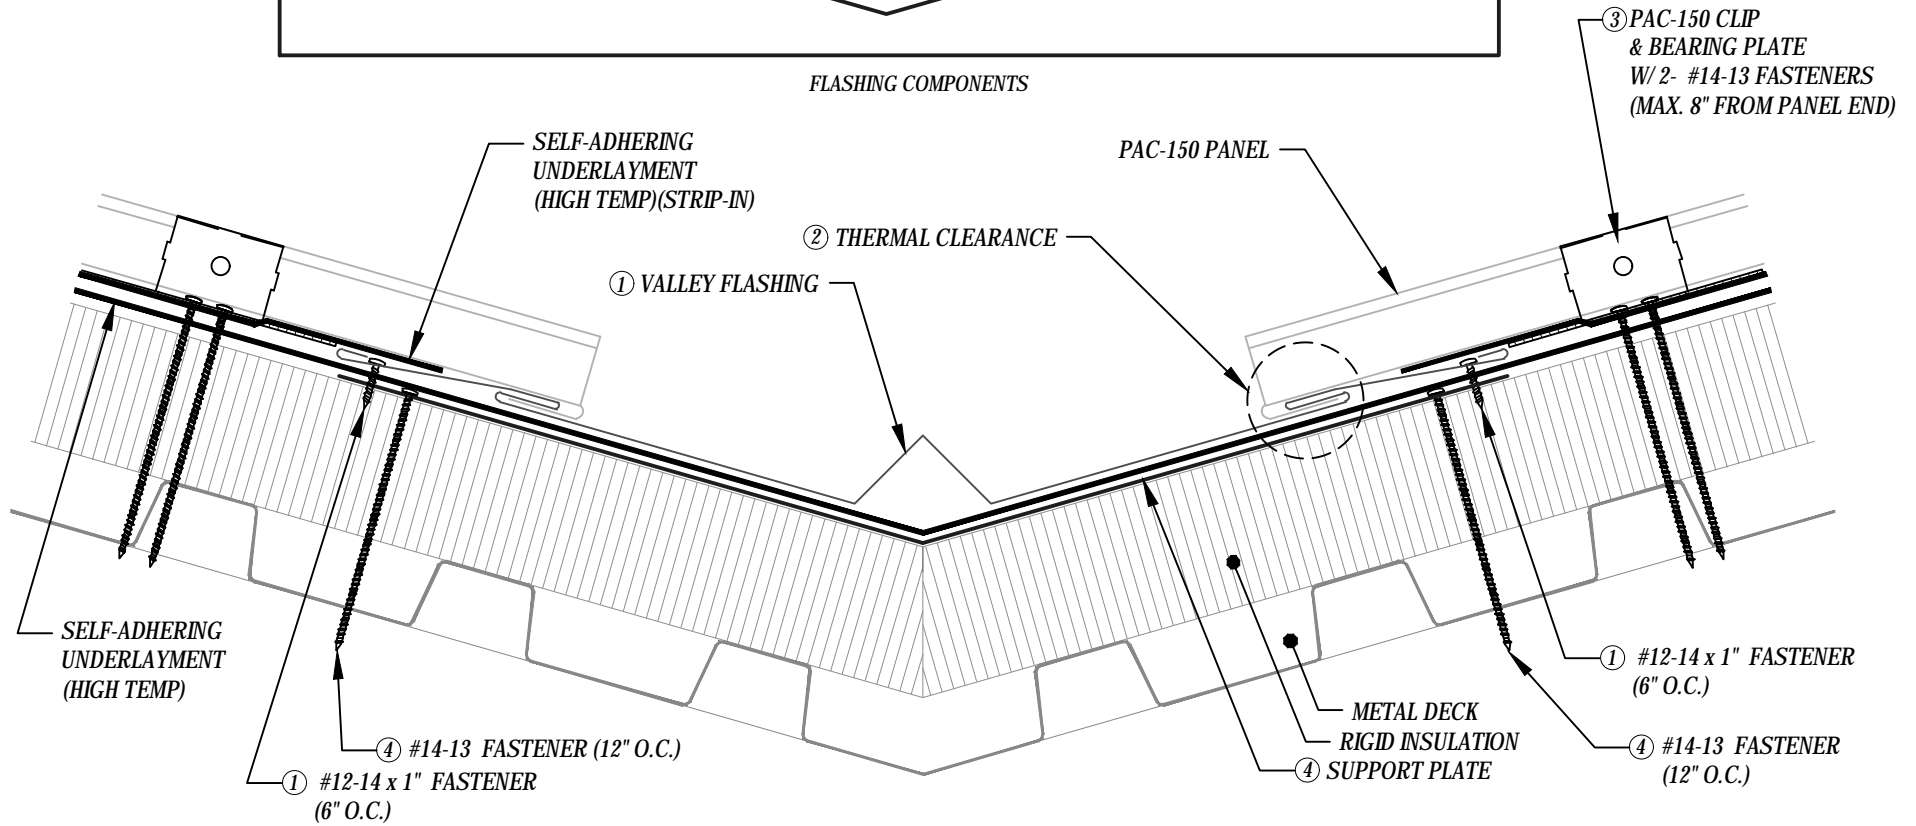 FLASHING COMPONENTS
③ PAC-150 CLIP
& BEARING PLATE
W/ 2- #14-13 FASTENERS
(MAX. 8" FROM PANEL END)
SELF-ADHERING
UNDERLAYMENT
(HIGH TEMP)(STRIP-IN)
PAC-150 PANEL
② THERMAL CLEARANCE
① VALLEY FLASHING
SELF-ADHERING
UNDERLAYMENT
(HIGH TEMP)
④ #14-13 FASTENER (12" O.C.)
① #12-14 x 1" FASTENER
(6" O.C.)
METAL DECK
RIGID INSULATION
④ SUPPORT PLATE
① #12-14 x 1" FASTENER
(6" O.C.)
④ #14-13 FASTENER
(12" O.C.)